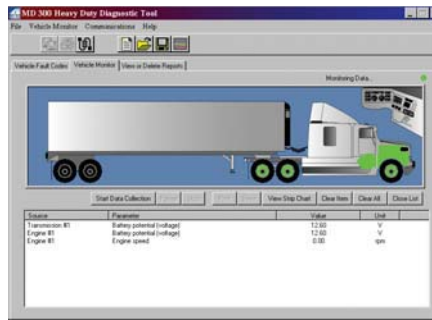 MD 300 Heavy Duty Diagnostic Tool
File Vehicle Monitor Communications Help
Vehicle Fault Codes Vehicle Monitor View or Delete Reports
Monitoring Data...
Start Data Collection View Strip Chart Clear Item Clear All Close List
Source Parameter Value Unit
Transmission #1 Battery potential (voltage) 12.60 V
Engine #1 Battery potential (voltage) 12.60 V
Engine #1 Engine speed 0.00 rpm